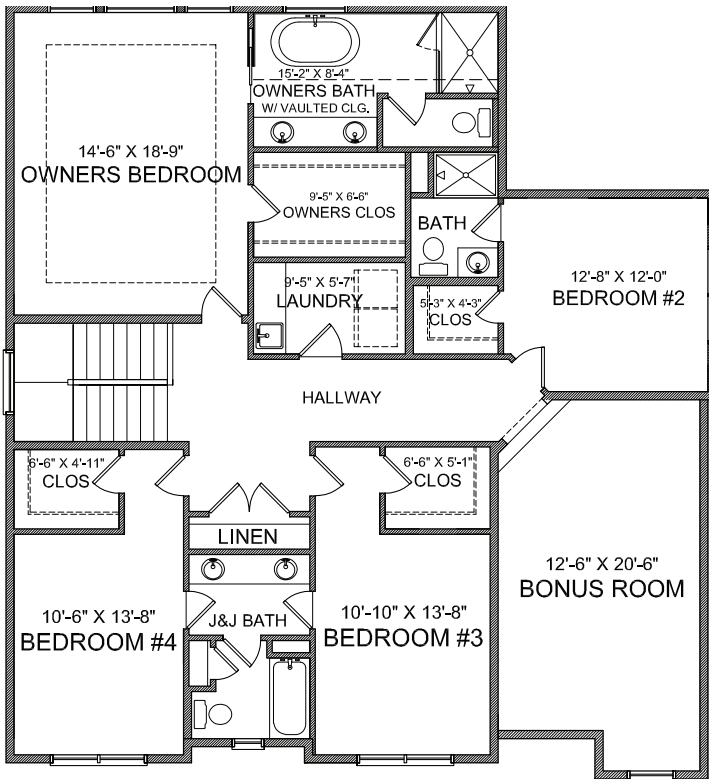 15'-2" X 8'-4"
OWNERS BATH
W/ VAULTED CLG.
14'-6" X 18'-9"
OWNERS BEDROOM
9'-5" X 6'-6"
OWNERS CLOS
BATH
12'-8" X 12'-0"
BEDROOM #2
9'-5" X 5'-7"
LAUNDRY
5'-3" X 4'-3"
CLOS
HALLWAY
6'-6" X 4'-11"
CLOS
6'-6" X 5'-1"
CLOS
LINEN
12'-6" X 20'-6"
BONUS ROOM
10'-6" X 13'-8"
BEDROOM #4
J&J BATH
10'-10" X 13'-8"
BEDROOM #3